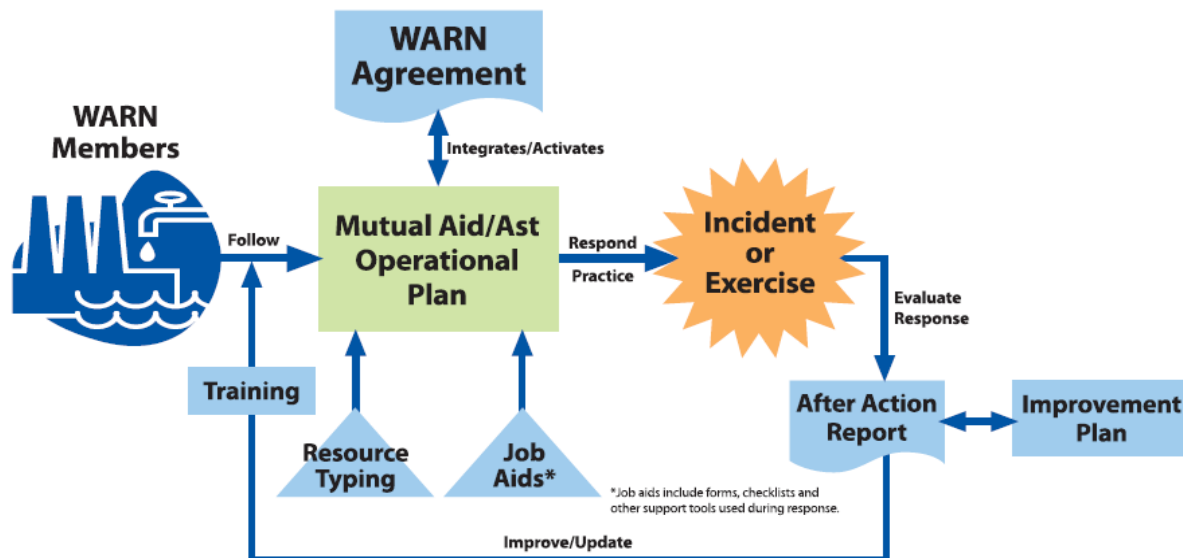 WARN
Agreement
WARN
Members
Integrates/Activates
Follow
Mutual Aid/Ast
Operational
Plan
Respond
Practice
Incident
or
Exercise
Evaluate
Response
Training
Resource
Typing
Job
Aids*
After Action
Report
Improvement
Plan
*Job aids include forms, checklists and
other support tools used during response.
Improve/Update